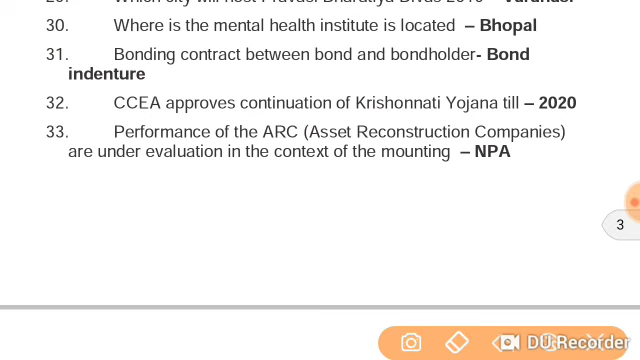 30. Where is the mental health institute is located – Bhopal
31. Bonding contract between bond and bondholder- Bond
indenture
32. CCEA approves continuation of Krishonnati Yojana till – 2020
33. Performance of the ARC (Asset Reconstruction Companies)
are under evaluation in the context of the mounting – NPA
3
DU Recorder